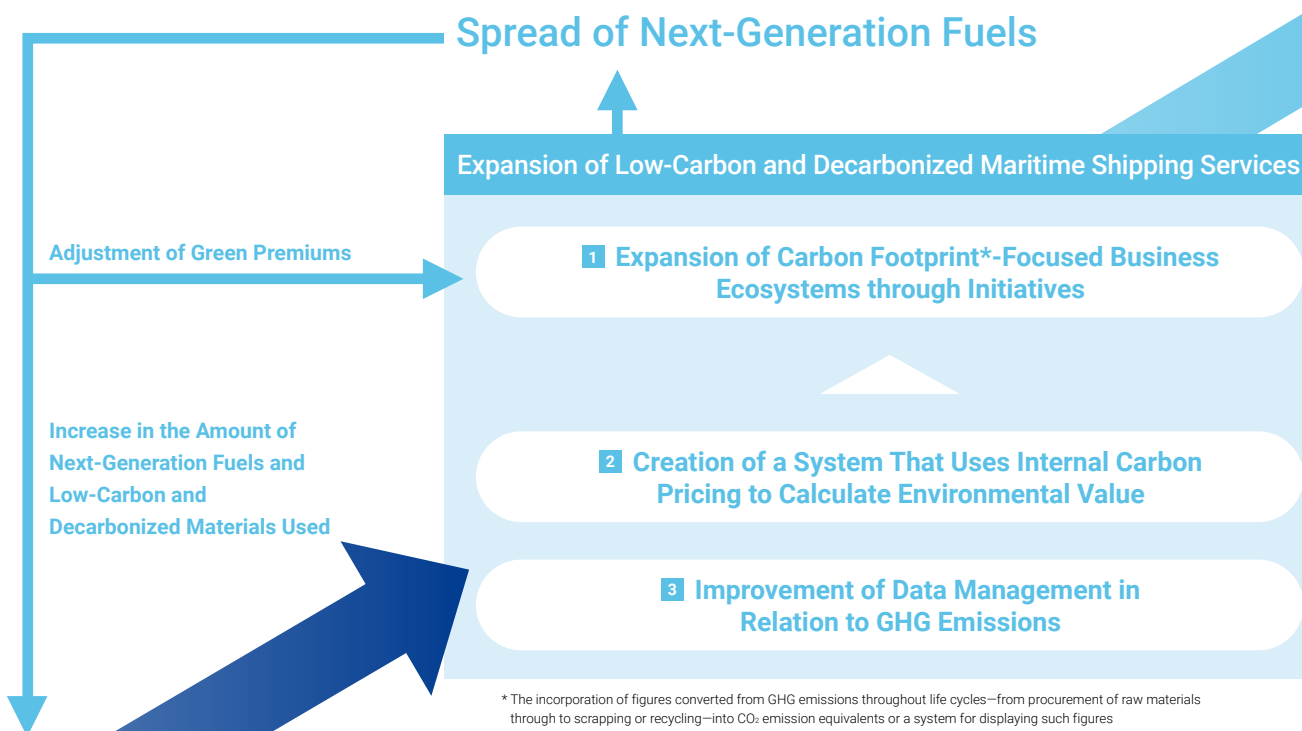 Spread of Next-Generation Fuels
Expansion of Low-Carbon and Decarbonized Maritime Shipping Services
Adjustment of Green Premiums
1 Expansion of Carbon Footprint*-Focused Business
Ecosystems through Initiatives
Increase in the Amount of
Next-Generation Fuels and
Low-Carbon and
Decarbonized Materials Used
2 Creation of a System That Uses Internal Carbon
Pricing to Calculate Environmental Value
3 Improvement of Data Management in
Relation to GHG Emissions
* The incorporation of figures converted from GHG emissions throughout life cycles—from procurement of raw materials
through to scrapping or recycling—into CO₂ emission equivalents or a system for displaying such figures